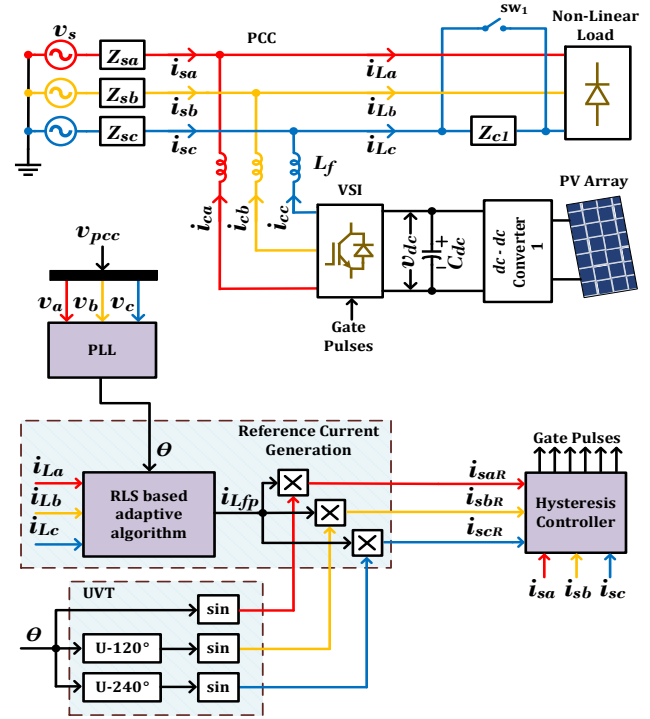 v_s
PCC
sw_1
Non-Linear
Load
Z_sa
i_sa
i_La
Z_sb
i_sb
i_Lb
Z_sc
i_sc
i_Lc
Z_c1
L_f
i_ca
i_cb
i_cc
VSI
PV Array
v_dc
+
-
C_dc
dc - dc
Converter
1
v_pcc
Gate
Pulses
v_a
v_b
v_c
PLL
θ
Reference Current
Generation
Gate Pulses
i_La
i_Lb
i_Lc
RLS based
adaptive
algorithm
i_Lfp
i_saR
i_sbR
i_scR
Hysteresis
Controller
i_sa
i_sb
i_sc
UVT
θ
sin
U-120°
sin
U-240°
sin